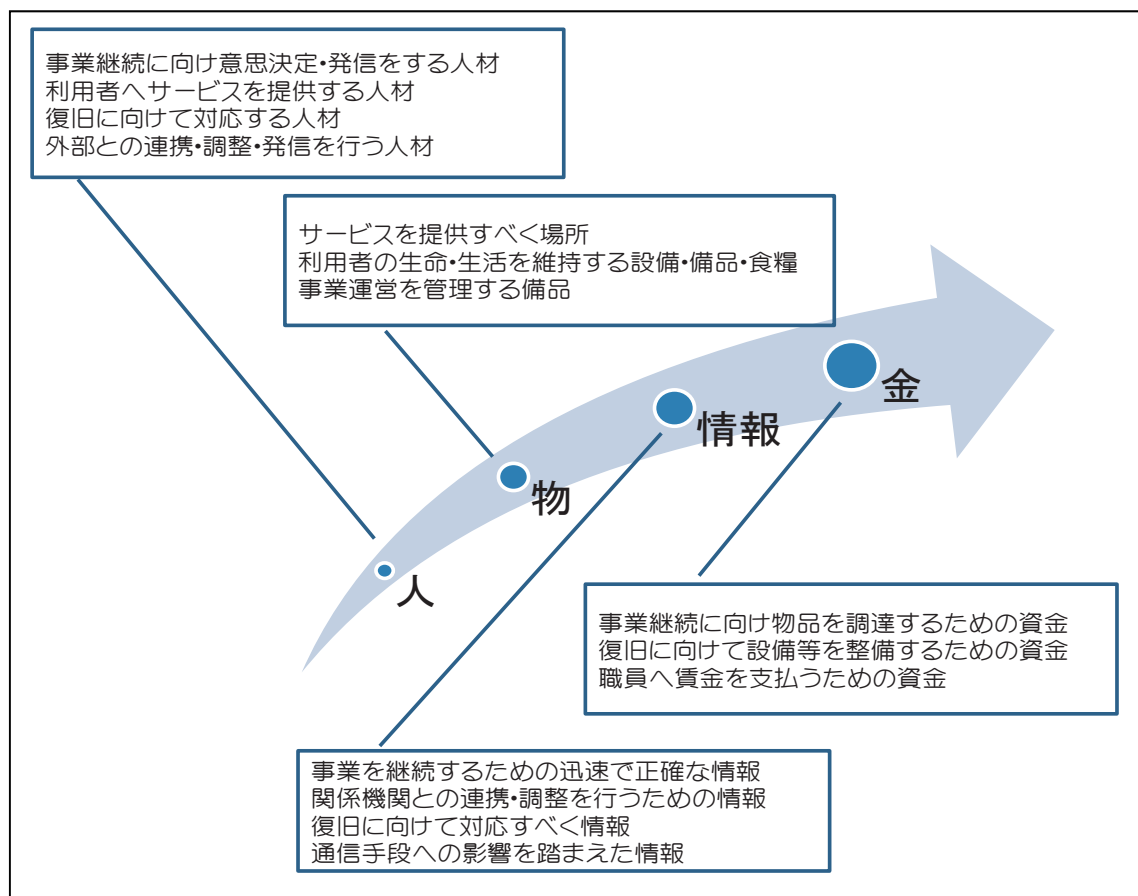 事業継続に向け意思決定・発信をする人材
利用者へサービスを提供する人材
復旧に向けて対応する人材
外部との連携・調整・発信を行う人材
サービスを提供すべく場所
利用者の生命・生活を維持する設備・備品・食糧
事業運営を管理する備品
金
情報
物
人
事業継続に向け物品を調達するための資金
復旧に向けて設備等を整備するための資金
職員へ賃金を支払うための資金
事業を継続するための迅速で正確な情報
関係機関との連携・調整を行うための情報
復旧に向けて対応すべく情報
通信手段への影響を踏まえた情報